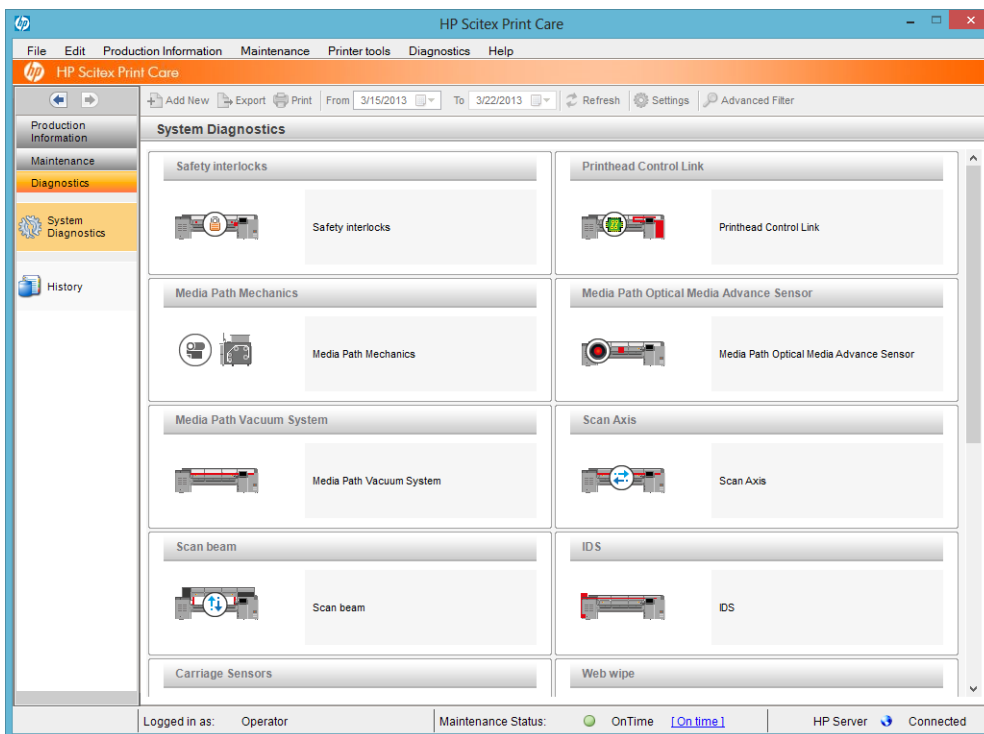 HP Scitex Print Care
File Edit Production Information Maintenance Printer tools Diagnostics Help
hp HP Scitex Print Care
Add New Export Print From 3/15/2013 To 3/22/2013 Refresh Settings Advanced Filter
Production
Information
Maintenance
Diagnostics
System
Diagnostics
History
System Diagnostics
Safety interlocks
Safety interlocks
Printhead Control Link
Printhead Control Link
Media Path Mechanics
Media Path Mechanics
Media Path Optical Media Advance Sensor
Media Path Optical Media Advance Sensor
Media Path Vacuum System
Media Path Vacuum System
Scan Axis
Scan Axis
Scan beam
Scan beam
IDS
IDS
Carriage Sensors
Web wipe
Logged in as: Operator Maintenance Status: OnTime [ On time ] HP Server Connected